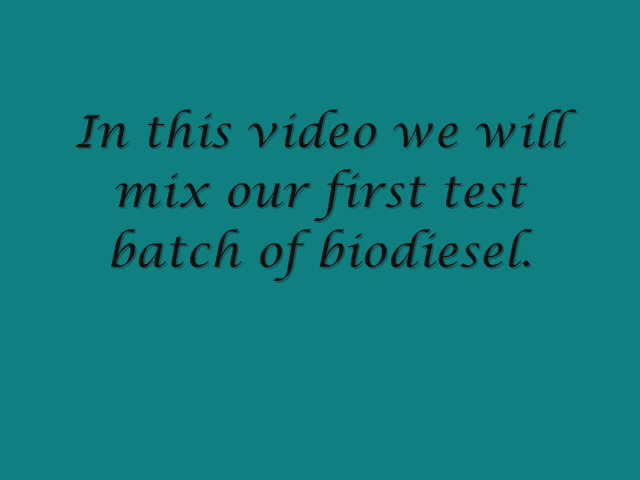 In this video we will
mix our first test
batch of biodiesel.